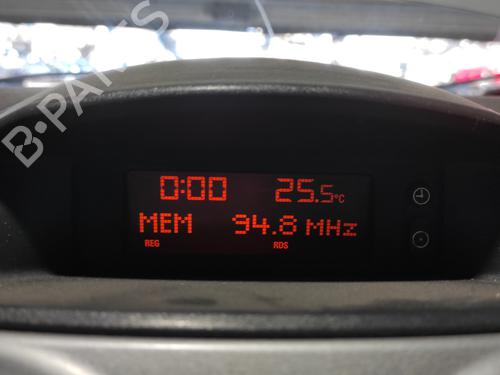 B-PARTS
0:00 25.5°C
MEM 94.8 MHz
REG RDS